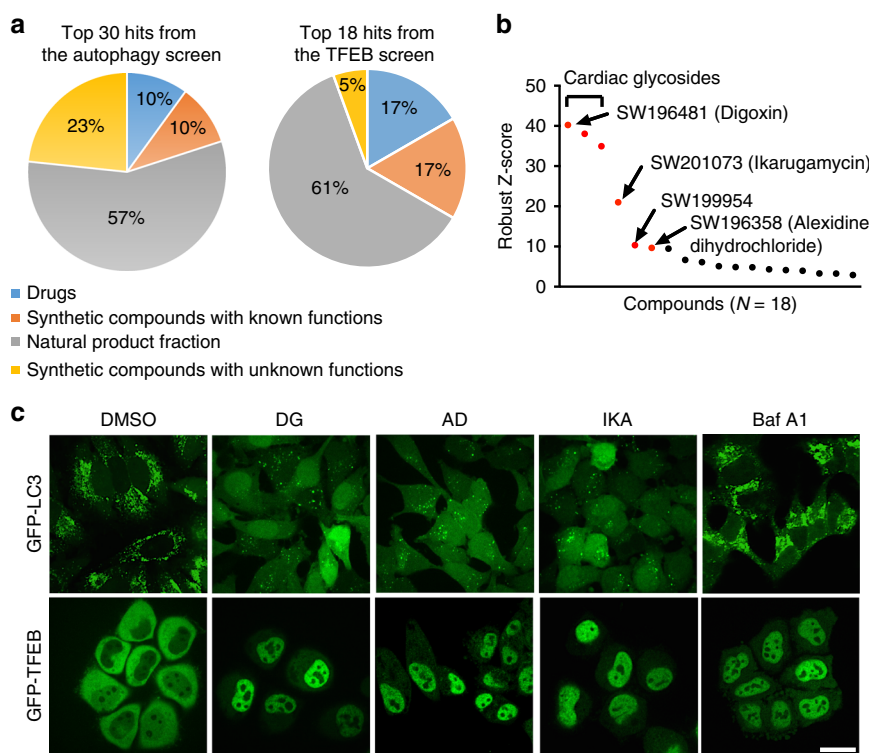 a
Top 30 hits from
the autophagy screen
10%
10%
57%
23%
Top 18 hits from
the TFEB screen
5%
17%
17%
61%
Drugs
Synthetic compounds with known functions
Natural product fraction
Synthetic compounds with unknown functions
b
Robust Z-score
50
40
30
20
10
0
Cardiac glycosides
SW196481 (Digoxin)
SW201073 (Ikarugamycin)
SW199954
SW196358 (Alexidine
dihydrochloride)
Compounds (N = 18)
c
DMSO DG AD IKA Baf A1
GFP-LC3
GFP-TFEB